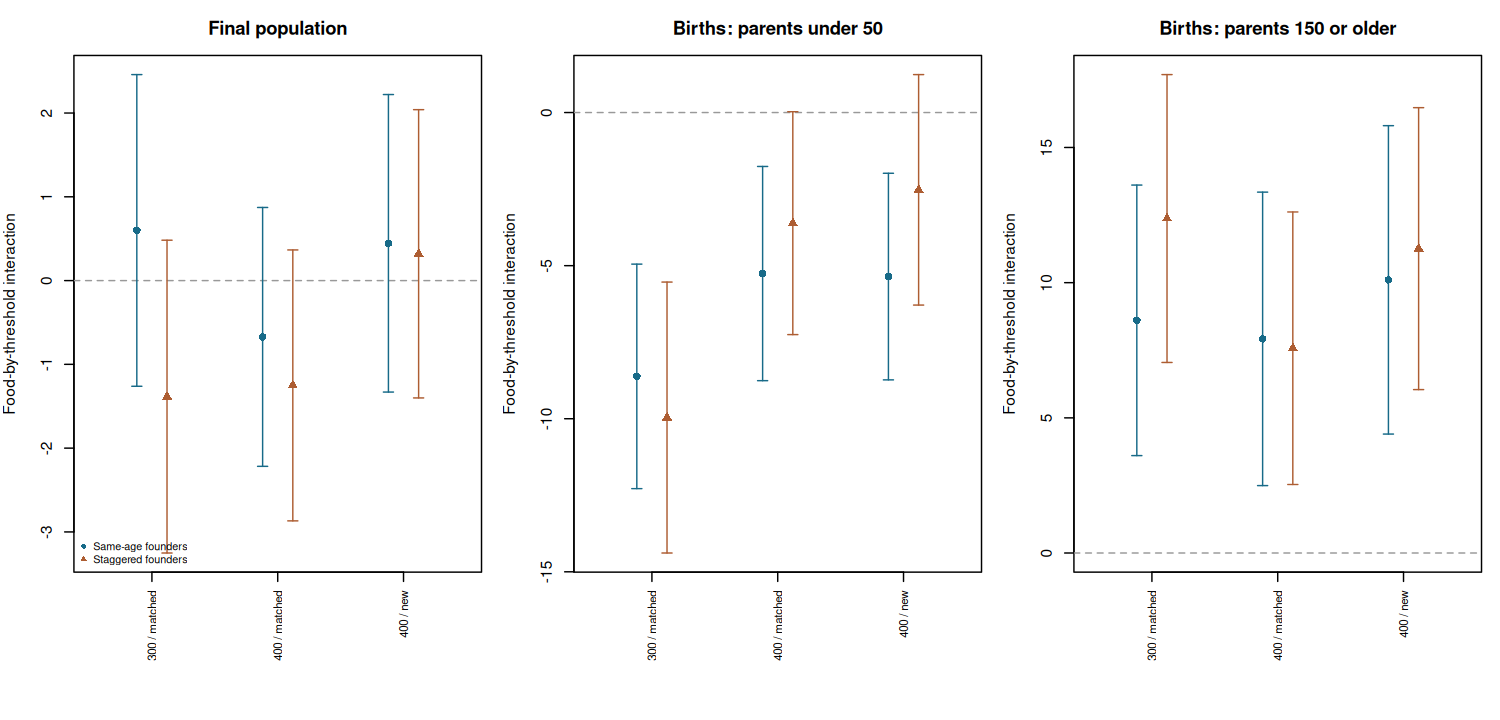 Final population
Births: parents under 50
Births: parents 150 or older
Food-by-threshold interaction
2
1
0
-1
-2
-3
Same-age founders
Staggered founders
300 / matched
400 / matched
400 / new
Food-by-threshold interaction
0
-5
-10
-15
300 / matched
400 / matched
400 / new
Food-by-threshold interaction
15
10
5
0
300 / matched
400 / matched
400 / new